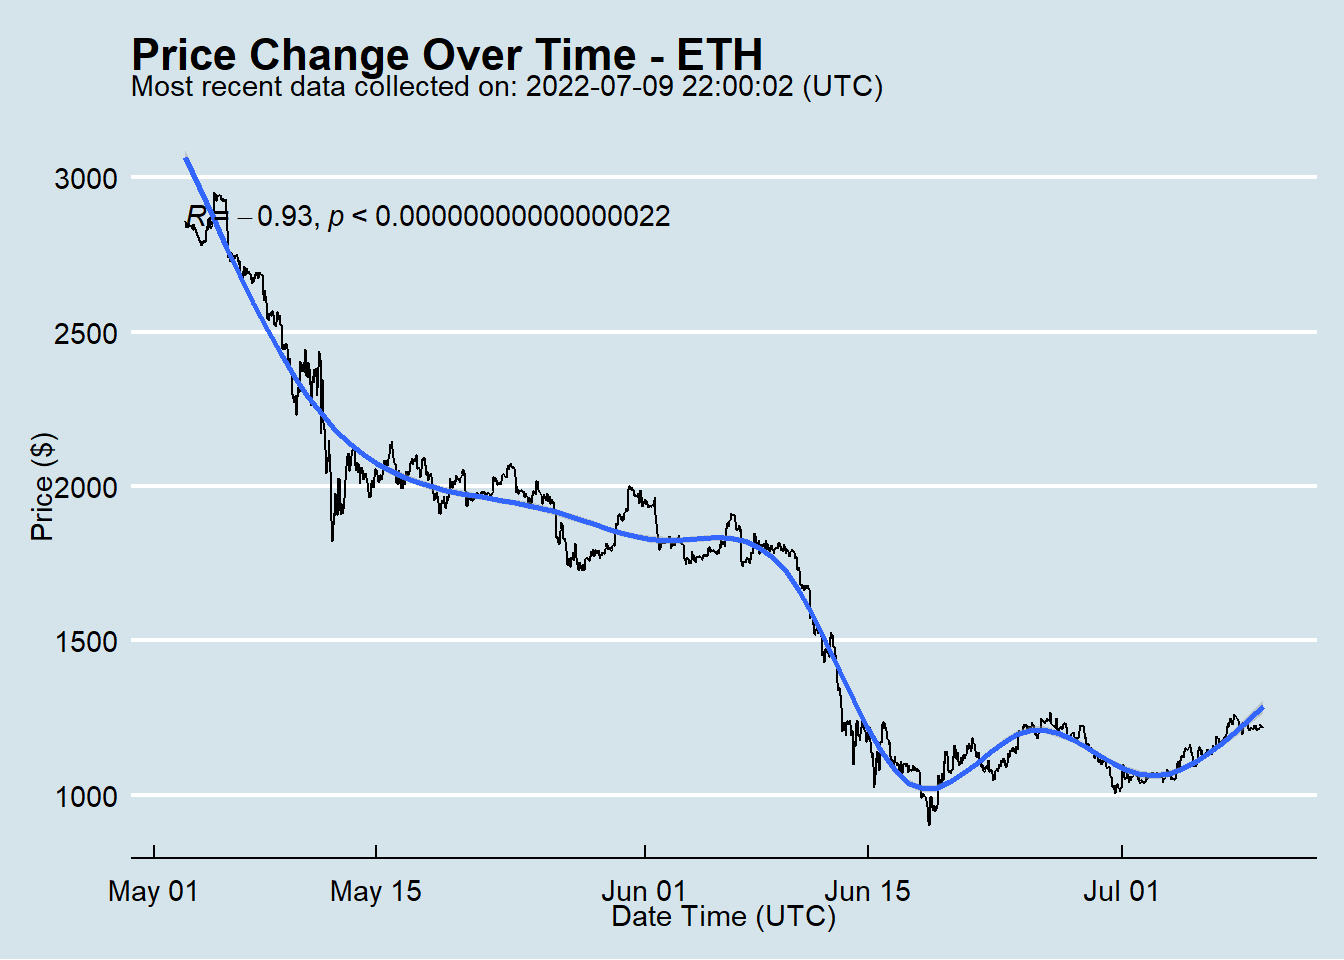 Price Change Over Time - ETH
Most recent data collected on: 2022-07-09 22:00:02 (UTC)
3000
R = −0.93, p < 0.00000000000000022
2500
Price ($)
2000
1500
1000
May 01 May 15 Jun 01 Jun 15 Jul 01
Date Time (UTC)